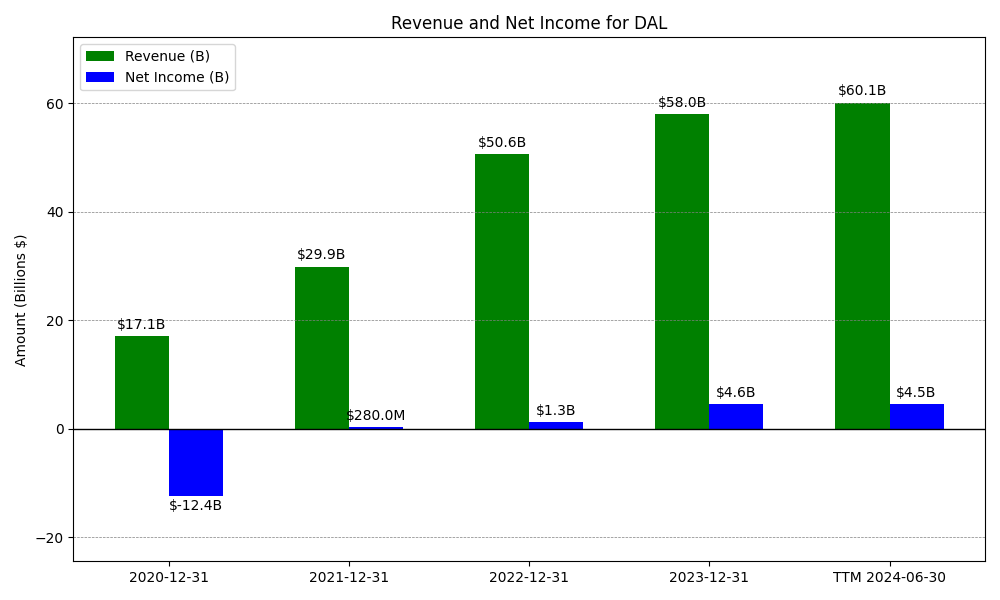 Revenue and Net Income for DAL
Revenue (B)
Net Income (B)
Amount (Billions $)
60
40
20
0
−20
$17.1B
$-12.4B
$29.9B
$280.0M
$50.6B
$1.3B
$58.0B
$4.6B
$60.1B
$4.5B
2020-12-31
2021-12-31
2022-12-31
2023-12-31
TTM 2024-06-30